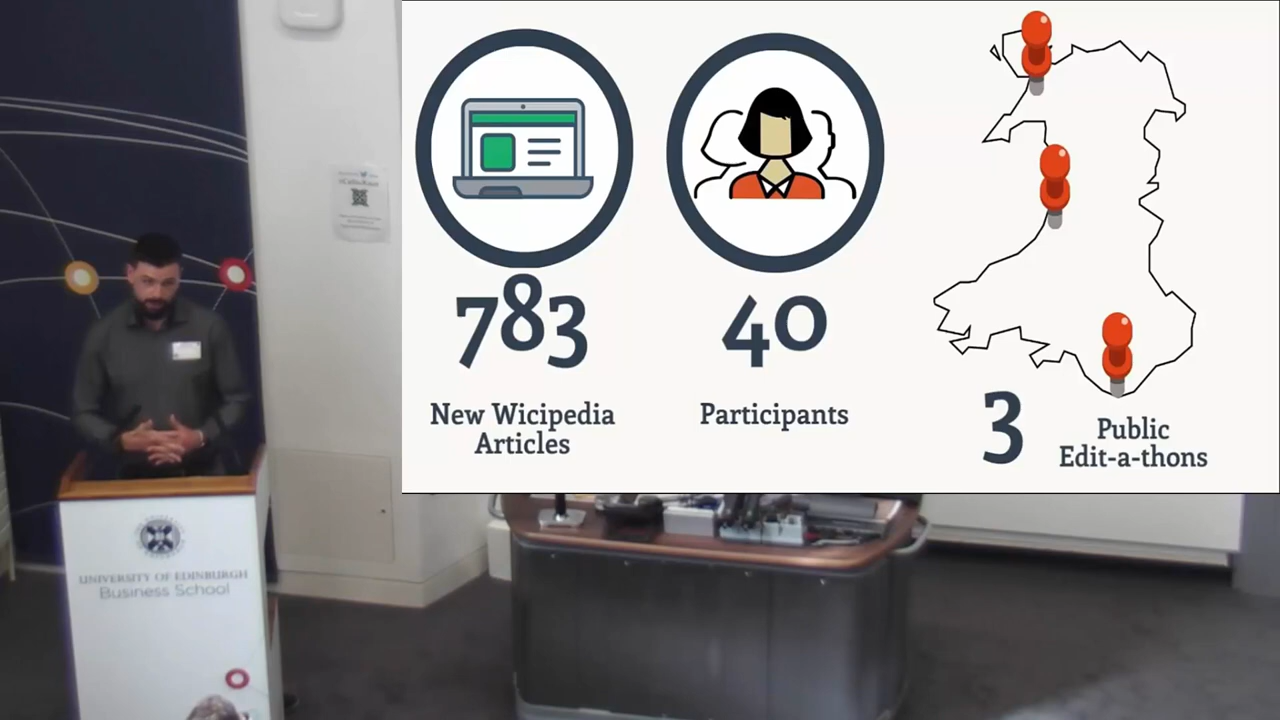 783
New Wicipedia
Articles
40
Participants
3
Public
Edit-a-thons
UNIVERSITY OF EDINBURGH
Business School